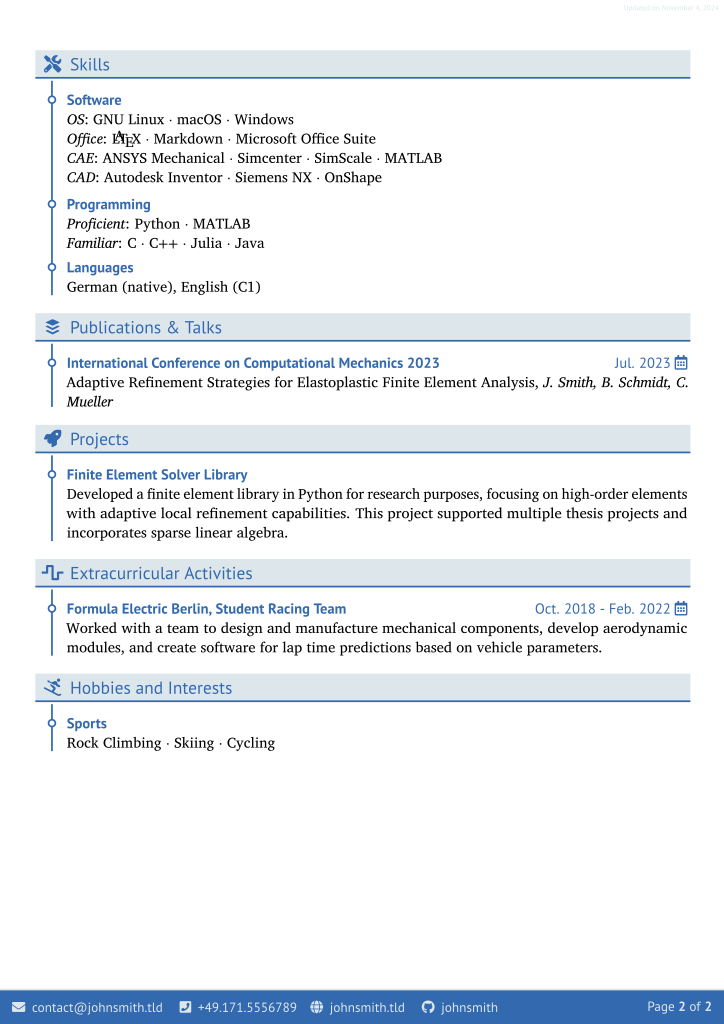 Updated on November 4, 2024
Skills
Software
OS: GNU Linux · macOS · Windows
Office: LATEX · Markdown · Microsoft Office Suite
CAE: ANSYS Mechanical · Simcenter · SimScale · MATLAB
CAD: Autodesk Inventor · Siemens NX · OnShape
Programming
Proficient: Python · MATLAB
Familiar: C · C++ · Julia · Java
Languages
German (native), English (C1)
Publications & Talks
International Conference on Computational Mechanics 2023 Jul. 2023
Adaptive Refinement Strategies for Elastoplastic Finite Element Analysis, J. Smith, B. Schmidt, C.
Mueller
Projects
Finite Element Solver Library
Developed a finite element library in Python for research purposes, focusing on high-order elements
with adaptive local refinement capabilities. This project supported multiple thesis projects and
incorporates sparse linear algebra.
Extracurricular Activities
Formula Electric Berlin, Student Racing Team Oct. 2018 - Feb. 2022
Worked with a team to design and manufacture mechanical components, develop aerodynamic
modules, and create software for lap time predictions based on vehicle parameters.
Hobbies and Interests
Sports
Rock Climbing · Skiing · Cycling
contact@johnsmith.tld +49.171.5556789 johnsmith.tld johnsmith Page 2 of 2